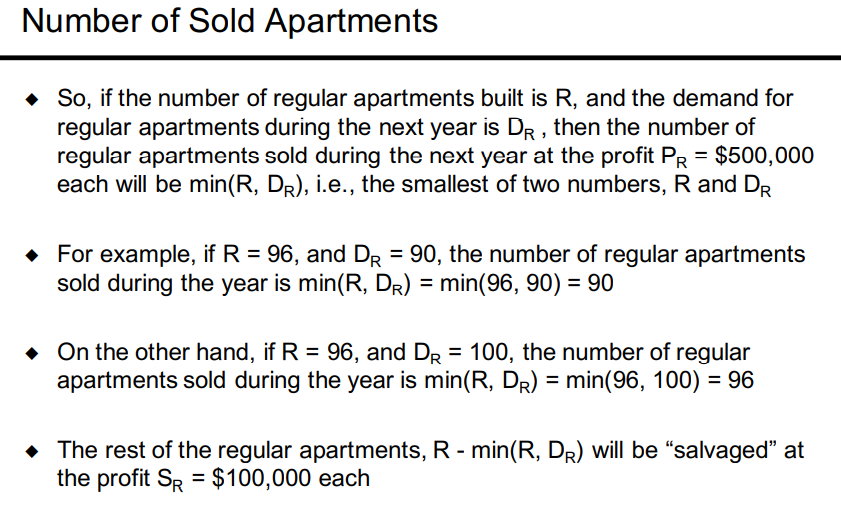 Number of Sold Apartments
◆ So, if the number of regular apartments built is R, and the demand for
regular apartments during the next year is DR , then the number of
regular apartments sold during the next year at the profit PR = $500,000
each will be min(R, DR), i.e., the smallest of two numbers, R and DR
◆ For example, if R = 96, and DR = 90, the number of regular apartments
sold during the year is min(R, DR) = min(96, 90) = 90
◆ On the other hand, if R = 96, and DR = 100, the number of regular
apartments sold during the year is min(R, DR) = min(96, 100) = 96
◆ The rest of the regular apartments, R - min(R, DR) will be “salvaged” at
the profit SR = $100,000 each